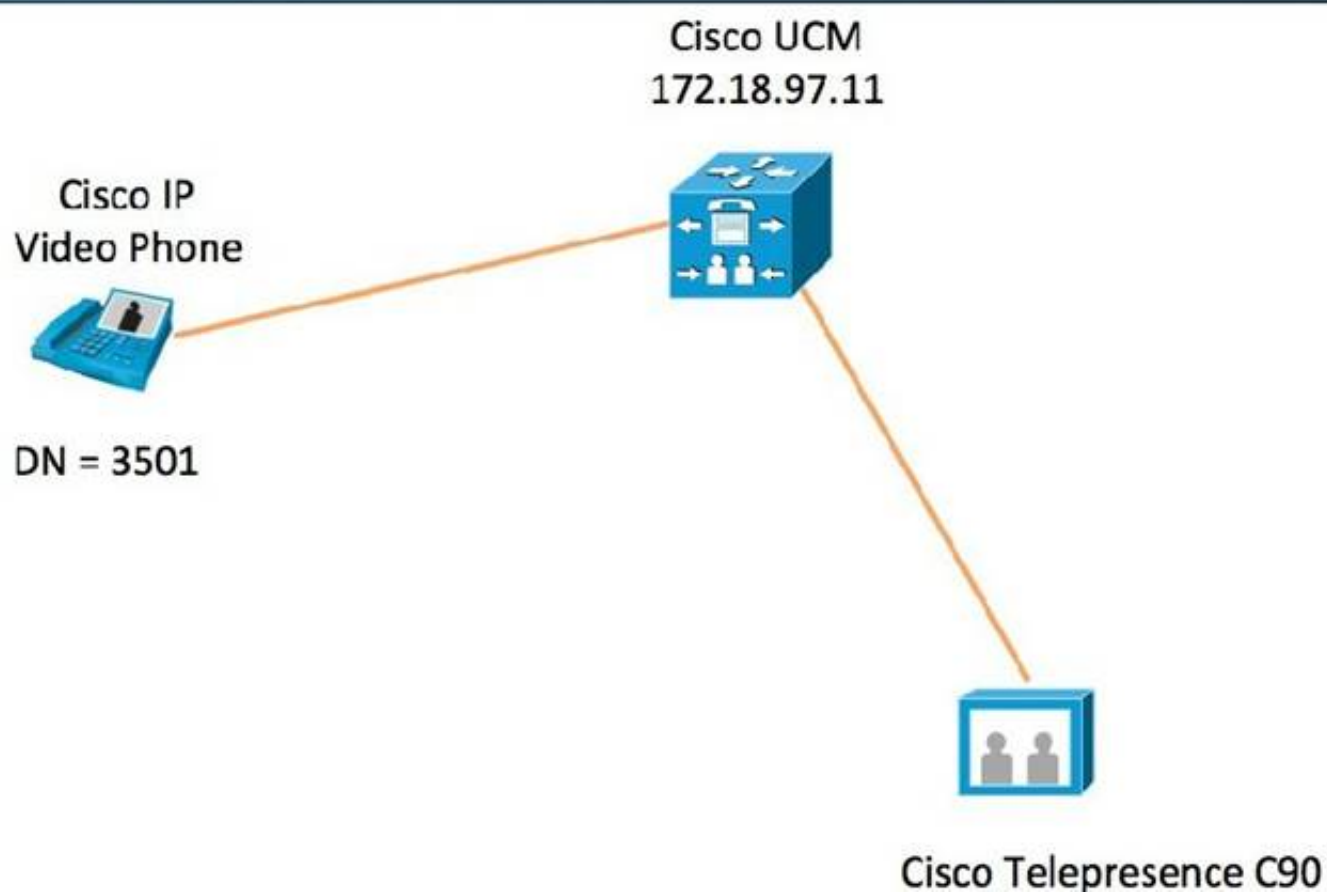 Cisco UCM
172.18.97.11
Cisco IP
Video Phone
DN = 3501
Cisco Telepresence C90